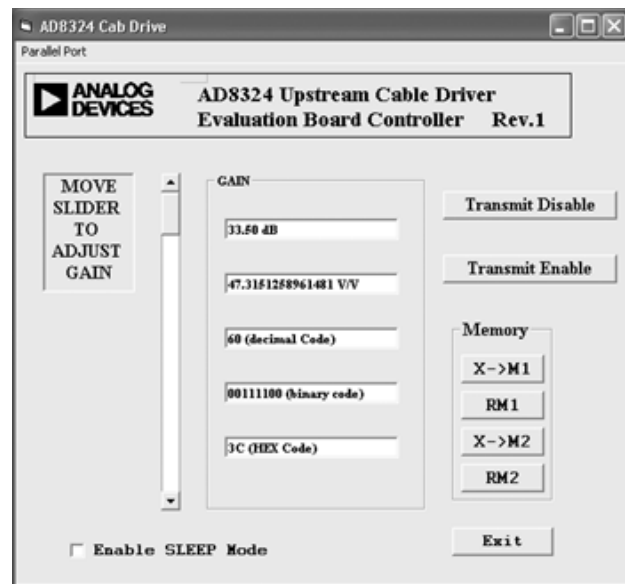 AD8324 Cab Drive
Parallel Port
ANALOG
DEVICES
AD8324 Upstream Cable Driver
Evaluation Board Controller Rev.1
MOVE
SLIDER
TO
ADJUST
GAIN
GAIN
33.50 dB
47.3151258961481 V/V
60 (decimal Code)
00111100 (binary code)
3C (HEX Code)
Transmit Disable
Transmit Enable
Memory
X->M1
RM1
X->M2
RM2
Enable SLEEP Mode
Exit